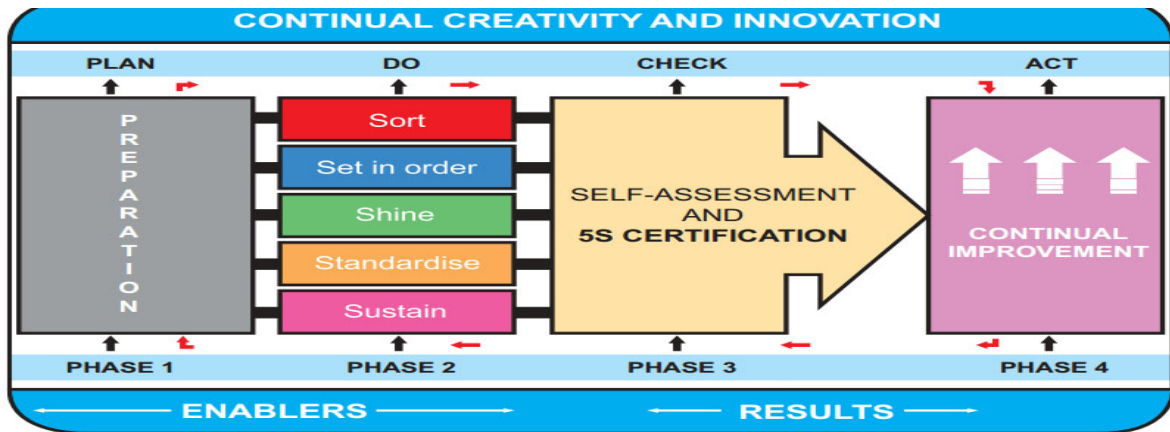 CONTINUAL CREATIVITY AND INNOVATION
PLAN
DO
CHECK
ACT
PREPARATION
Sort
Set in order
Shine
Standardise
Sustain
SELF-ASSESSMENT
AND
5S CERTIFICATION
CONTINUAL
IMPROVEMENT
PHASE 1
PHASE 2
PHASE 3
PHASE 4
ENABLERS
RESULTS